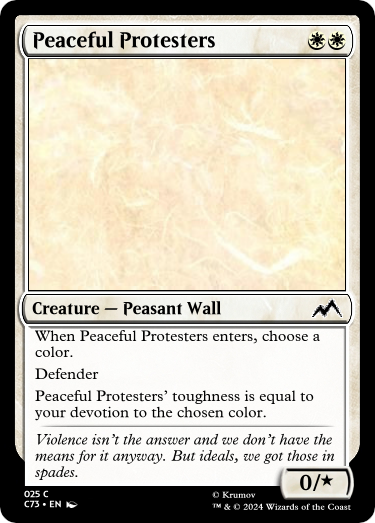 Peaceful Protesters
Creature — Peasant Wall
When Peaceful Protesters enters, choose a
color.
Defender
Peaceful Protesters' toughness is equal to
your devotion to the chosen color.
Violence isn't the answer and we don't have the
means for it anyway. But ideals, we got those in
spades.
0/★
025 C
C73 • EN
© Krumov
™ & © 2024 Wizards of the Coast